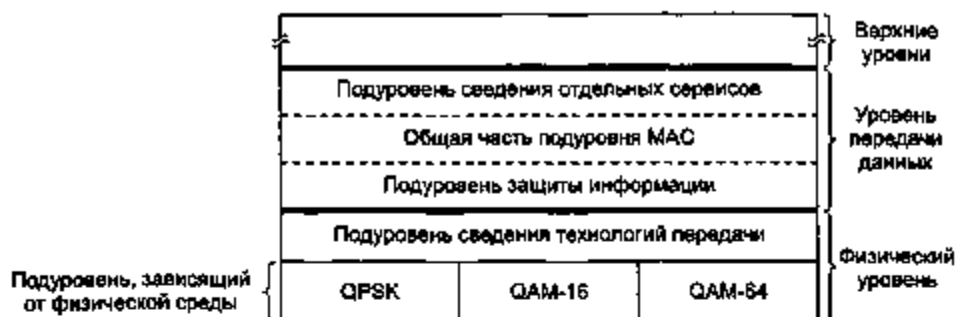 Верхние
уровни
Подуровень сведения отдельных сервисов
Общая часть подуровня MAC
Подуровень защиты информации
Уровень
передачи
данных
Подуровень сведения технологий передачи
Физический
уровень
Подуровень, зависящий
от физической среды
QPSK
QAM-16
QAM-64